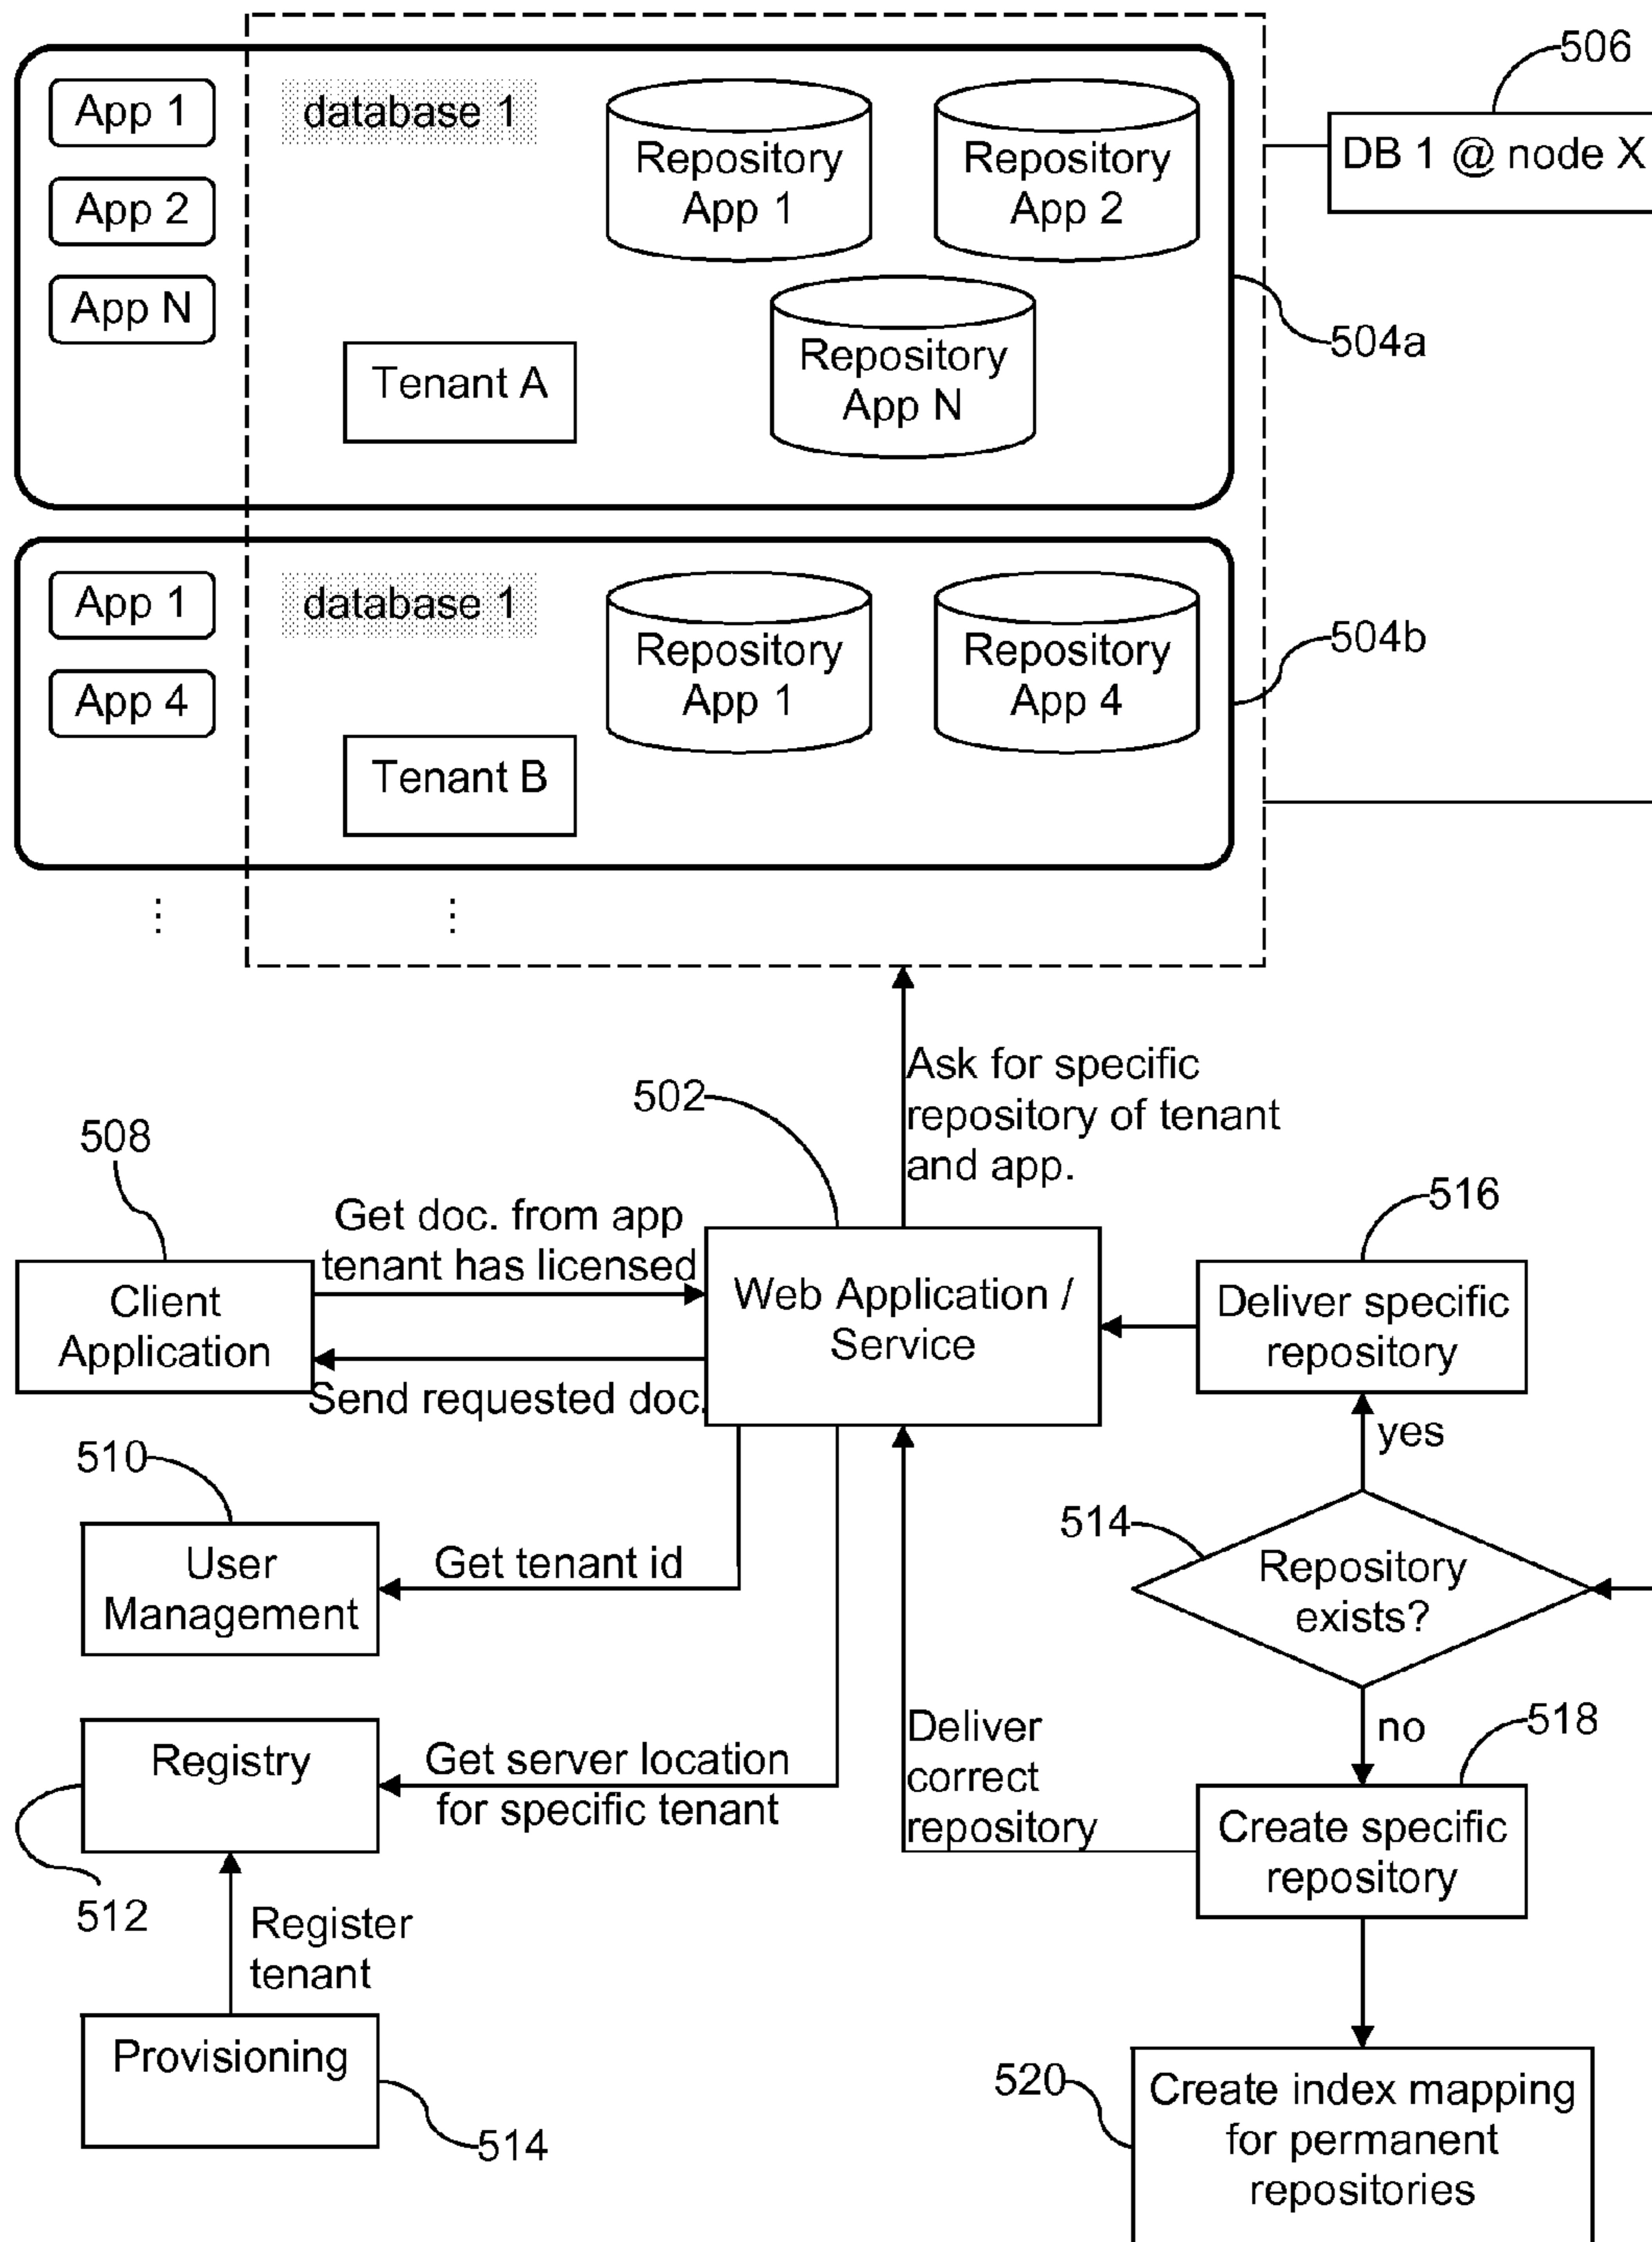 506
App 1
database 1
Repository
App 1
Repository
App 2
DB 1 @ node X
App 2
App N
Repository
App N
504a
Tenant A
App 1
database 1
Repository
App 1
Repository
App 4
504b
App 4
Tenant B
⋮
⋮
Ask for specific
repository of tenant
and app.
502
508
Get doc. from app
tenant has licensed
Client
Application
Send requested doc.
Web Application /
Service
516
Deliver specific
repository
yes
510
User
Management
Get tenant id
514
Repository
exists?
no
518
Registry
Get server location
for specific tenant
Deliver
correct
repository
Create specific
repository
512
Register
tenant
Provisioning
514
520
Create index mapping
for permanent
repositories